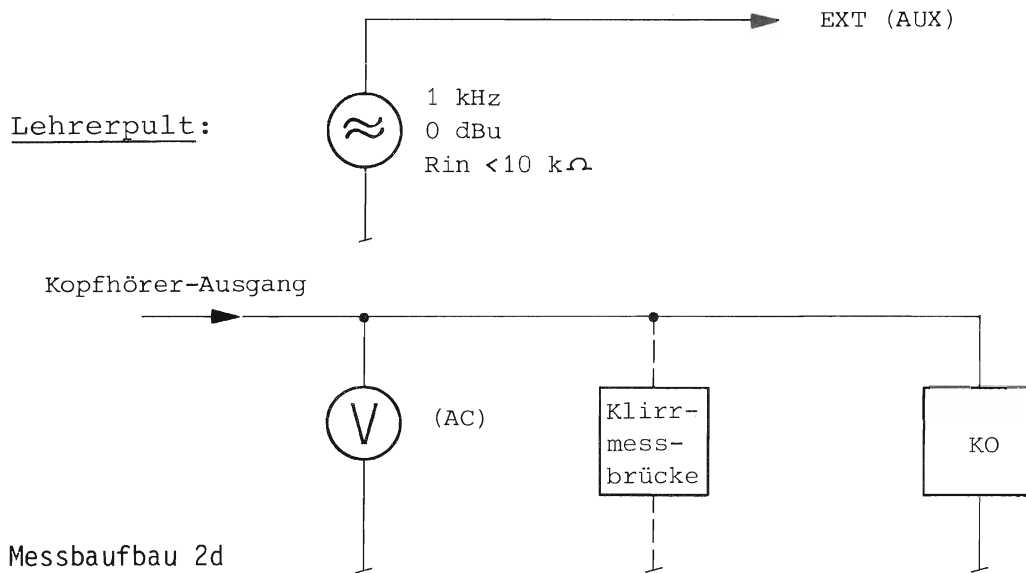 EXT (AUX)
1 kHz
Lehrerpult:
0 dBu
Rin <10 kΩ
Kopfhörer-Ausgang
V
(AC)
Klirr-
mess-
brücke
KO
Messbaufbau 2d